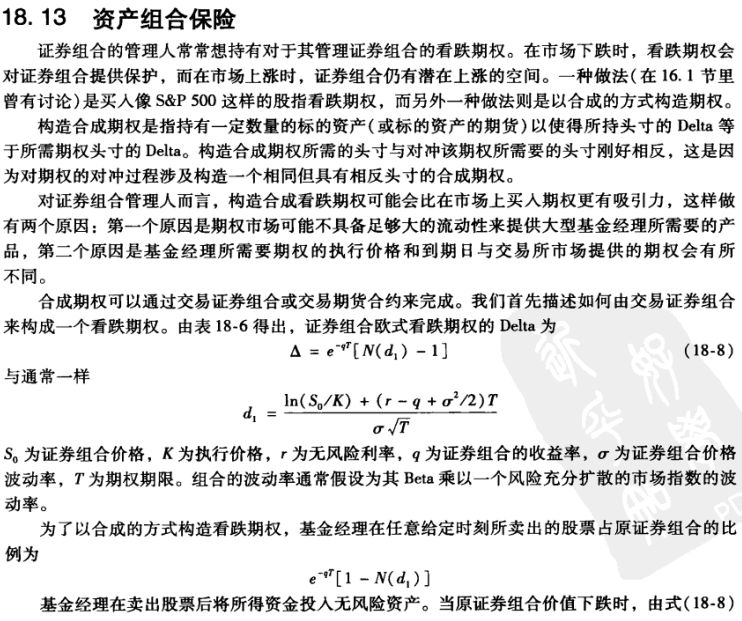 18.13 资产组合保险
证券组合的管理人常常想持有对于其管理证券组合的看跌期权。在市场下跌时，看跌期权会
对证券组合提供保护，而在市场上涨时，证券组合仍有潜在上涨的空间。一种做法(在16.1节里
曾有讨论)是买入像S&P 500这样的股指看跌期权，而另外一种做法则是以合成的方式构造期权。
构造合成期权是指持有一定数量的标的资产(或标的资产的期货)以使得所持头寸的Delta等
于所需期权头寸的Delta。构造合成期权所需的头寸与对冲该期权所需要的头寸刚好相反，这是因
为对期权的对冲过程涉及构造一个相同但具有相反头寸的合成期权。
对证券组合管理人而言，构造合成看跌期权可能会比在市场上买入期权更有吸引力，这样做
有两个原因：第一个原因是期权市场可能不具备足够大的流动性来提供大型基金经理所需要的产
品，第二个原因是基金经理所需要期权的执行价格和到期日与交易所市场提供的期权会有所
不同。
合成期权可以通过交易证券组合或交易期货合约来完成。我们首先描述如何由交易证券组合
来构成一个看跌期权。由表18-6得出，证券组合欧式看跌期权的Delta为
Δ = e^{-qT}[N(d₁) - 1] (18-8)
与通常一样
d₁ = \frac{ln(S₀/K) + (r - q + σ²/2)T}{σ√T}
S₀为证券组合价格，K为执行价格，r为无风险利率，q为证券组合的收益率，σ为证券组合价格
波动率，T为期权期限。组合的波动率通常假设为其Beta乘以一个风险充分扩散的市场指数的波
动率。
为了以合成的方式构造看跌期权，基金经理在任意给定时刻所卖出的股票占原证券组合的比
例为
e^{-qT}[1 - N(d₁)]
基金经理在卖出股票后将所得资金投入无风险资产。当原证券组合价值下跌时，由式(18-8)